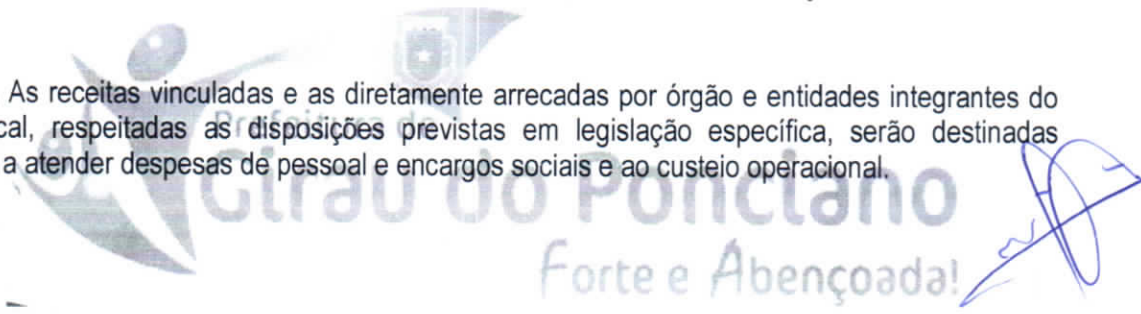 As receitas vinculadas e as diretamente arrecadas por órgão e entidades integrantes do
cal, respeitadas as disposições previstas em legislação específica, serão destinadas
a atender despesas de pessoal e encargos sociais e ao custeio operacional.
Prefeitura de
Girau do Ponciano
Forte e Abençoada!